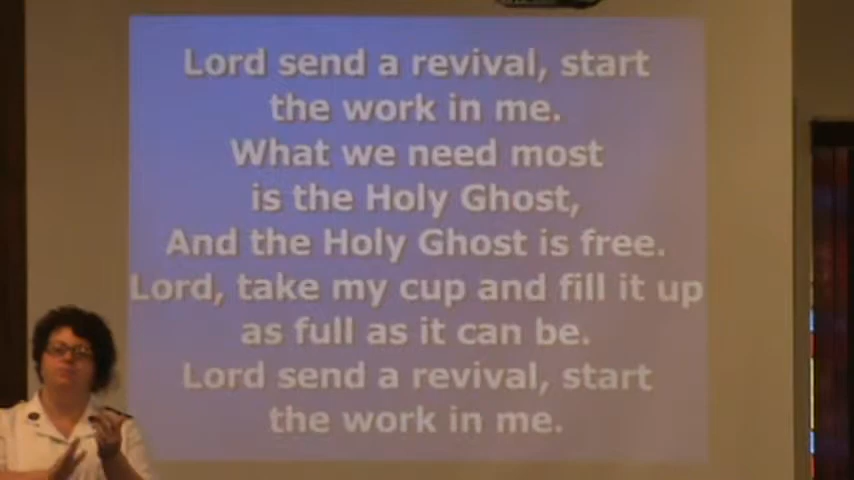 Lord send a revival, start
the work in me.
What we need most
is the Holy Ghost,
And the Holy Ghost is free.
Lord, take my cup and fill it up
as full as it can be.
Lord send a revival, start
the work in me.